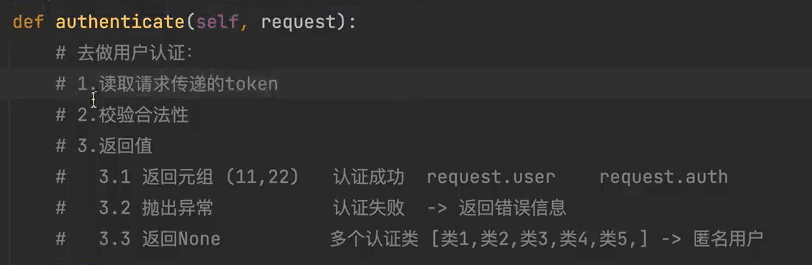 def authenticate(self, request):
# 去做用户认证:
# 1.读取请求传递的token
# 2.校验合法性
# 3.返回值
#   3.1 返回元组 (11,22)   认证成功  request.user    request.auth
#   3.2 抛出异常           认证失败  -> 返回错误信息
#   3.3 返回None          多个认证类 [类1,类2,类3,类4,类5,] -> 匿名用户